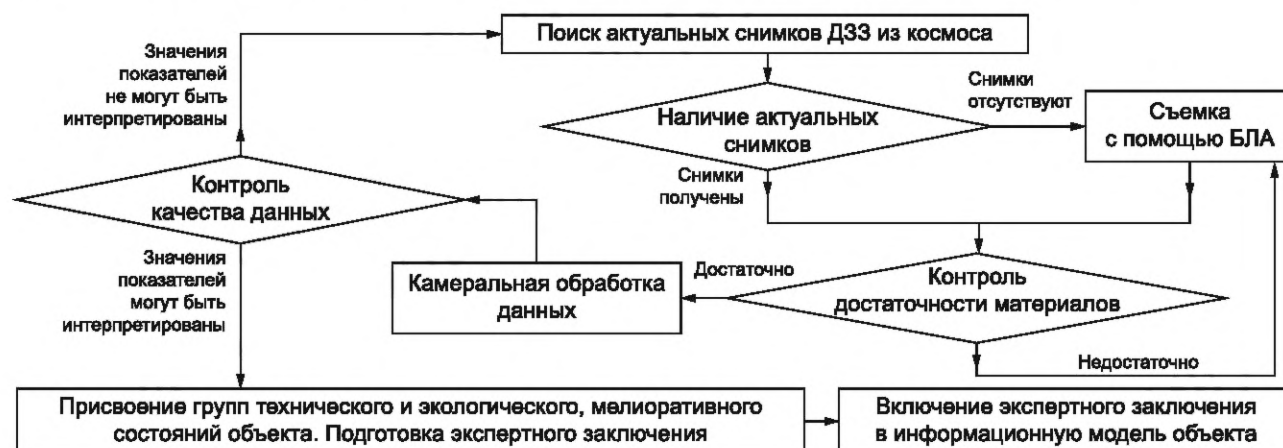 Поиск актуальных снимков ДЗЗ из космоса
Значения
показателей
не могут быть
интерпретированы
Наличие актуальных
снимков
Снимки
отсутствуют
Съемка
с помощью БЛА
Снимки
получены
Контроль
качества данных
Значения
показателей
могут быть
интерпретированы
Камеральная обработка
данных
Достаточно
Контроль
достаточности материалов
Недостаточно
Присвоение групп технического и экологического, мелиоративного
состояний объекта. Подготовка экспертного заключения
Включение экспертного заключения
в информационную модель объекта